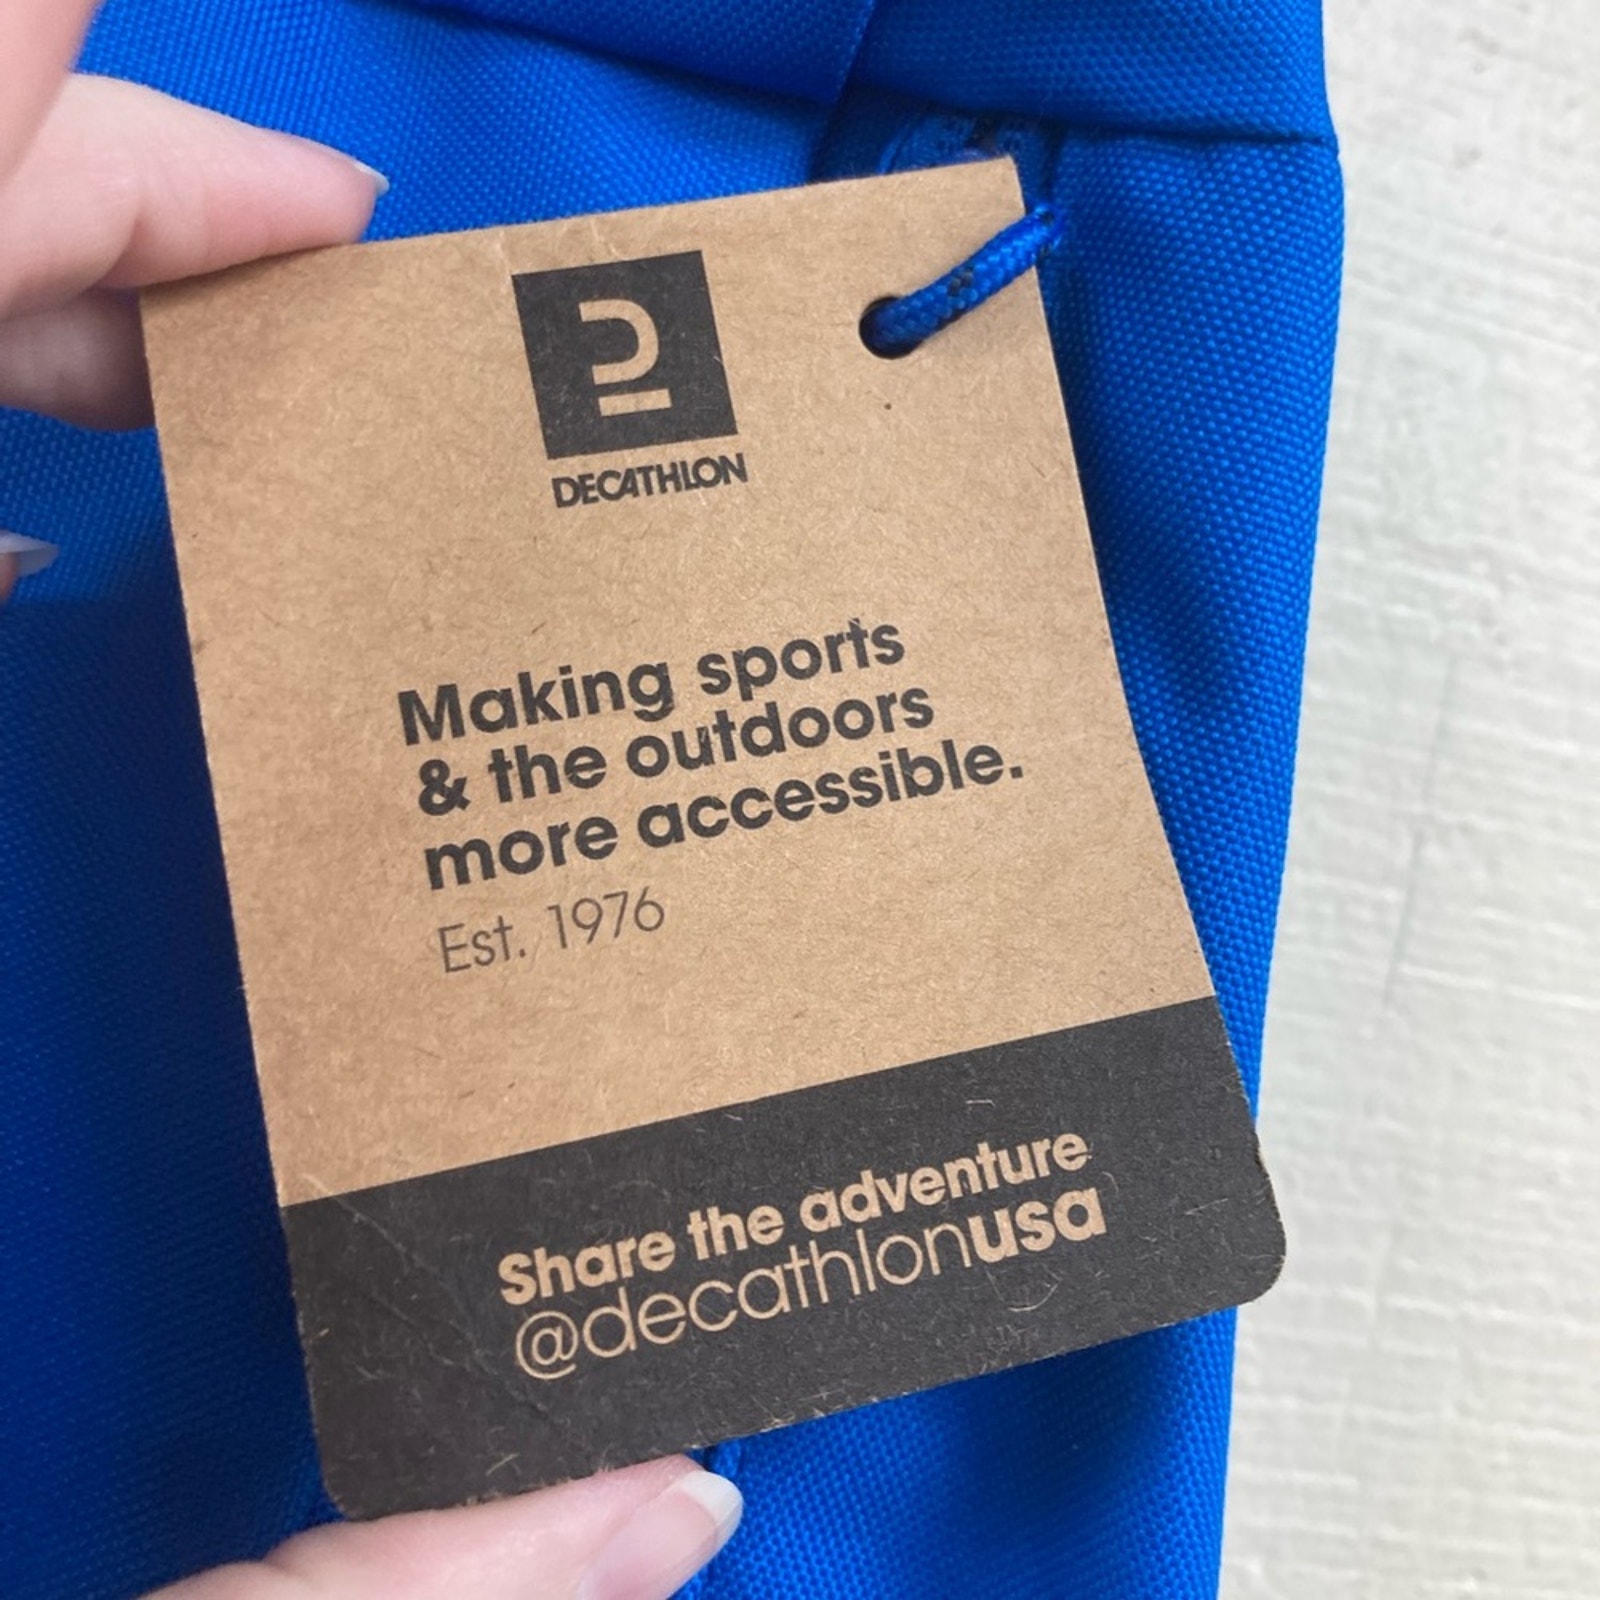 DECATHLON
Making sports
& the outdoors
more accessible.
Est. 1976
Share the adventure
@decathlonusa